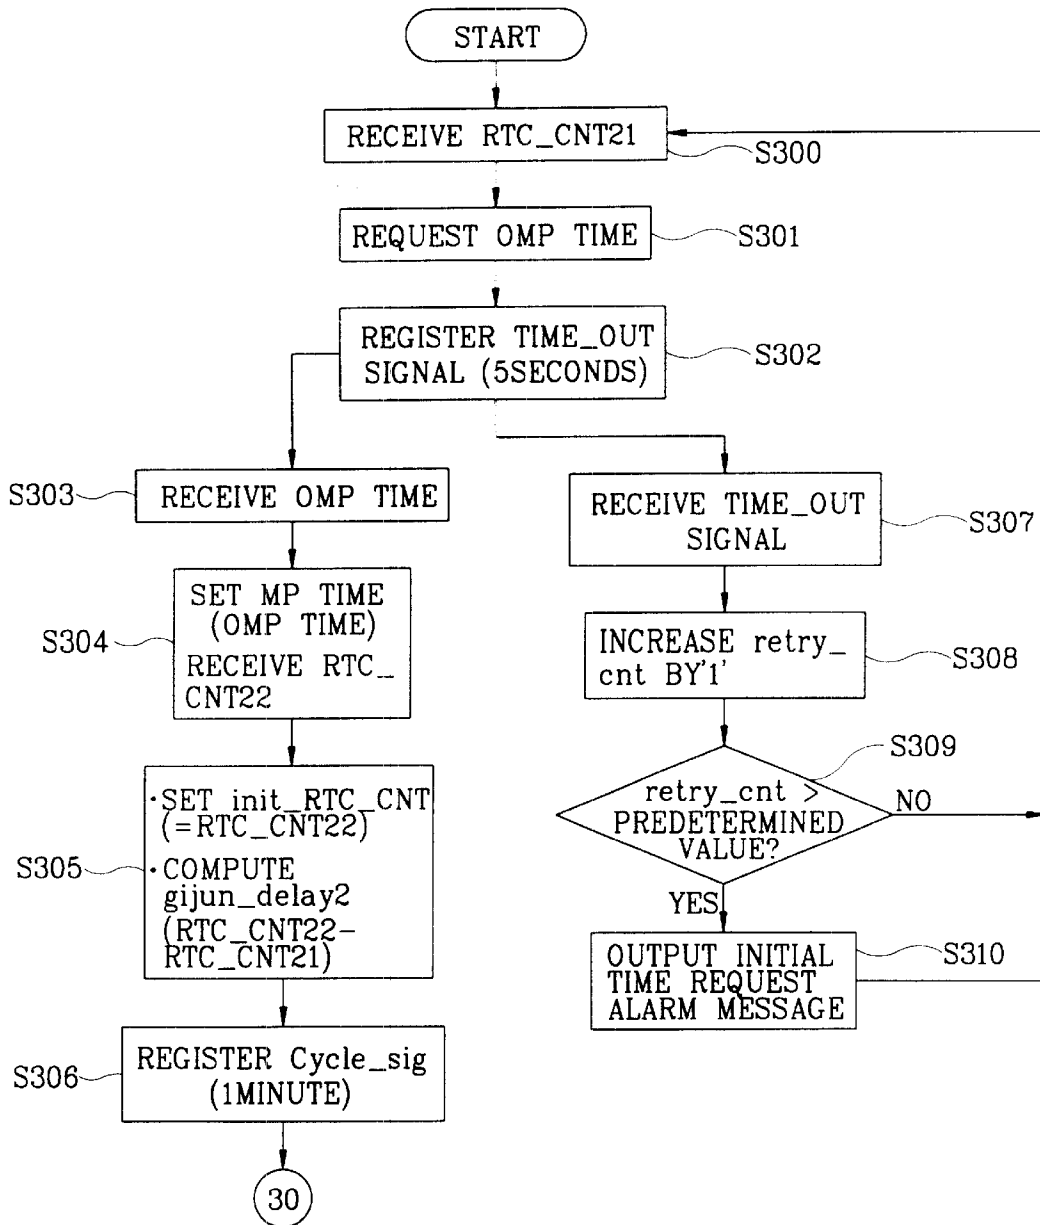 START
RECEIVE RTC_CNT21
S300
REQUEST OMP TIME
S301
REGISTER TIME_OUT
SIGNAL (5SECONDS)
S302
S303
RECEIVE OMP TIME
S304
SET MP TIME
(OMP TIME)
RECEIVE RTC_
CNT22
S305
·SET init_RTC_CNT
(=RTC_CNT22)
·COMPUTE
gijun_delay2
(RTC_CNT22-
RTC_CNT21)
S306
REGISTER Cycle_sig
(1MINUTE)
30
RECEIVE TIME_OUT
SIGNAL
S307
INCREASE retry_
cnt BY'1'
S308
S309
retry_cnt >
PREDETERMINED
VALUE?
NO
YES
OUTPUT INITIAL
TIME REQUEST
ALARM MESSAGE
S310